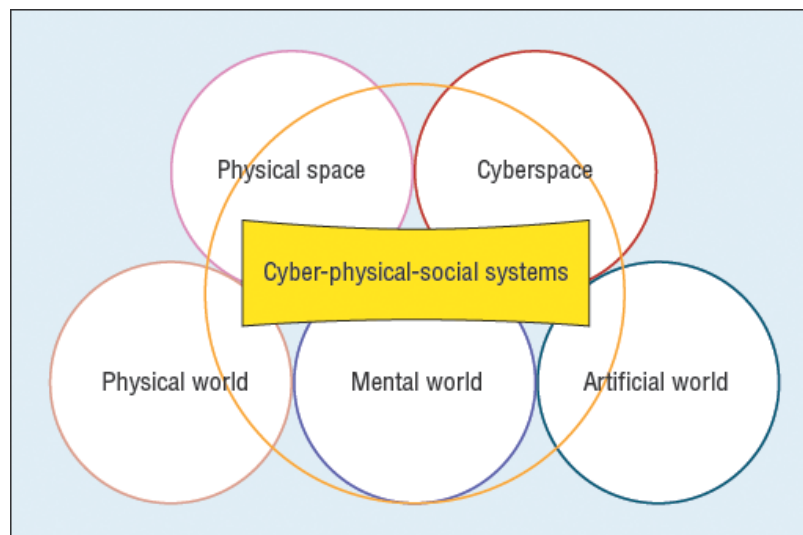 Physical space
Cyberspace
Cyber-physical-social systems
Physical world
Mental world
Artificial world